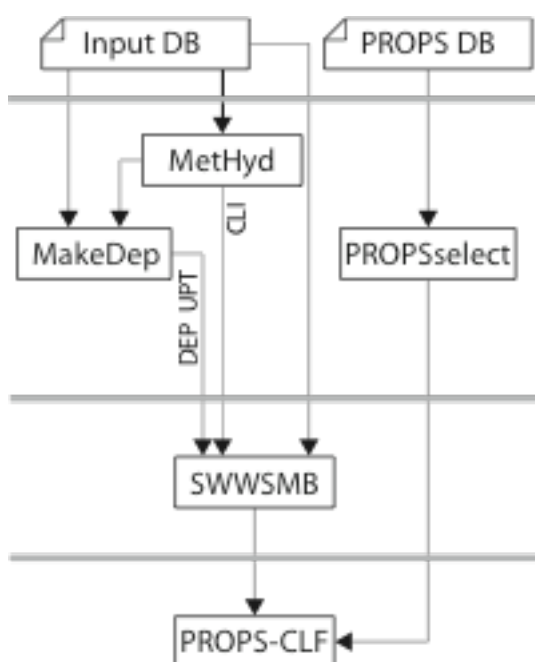 Input DB
PROPS DB
MetHyd
CLI
MakeDep
PROPSselect
DEP UPT
SWWSMB
PROPS-CLF